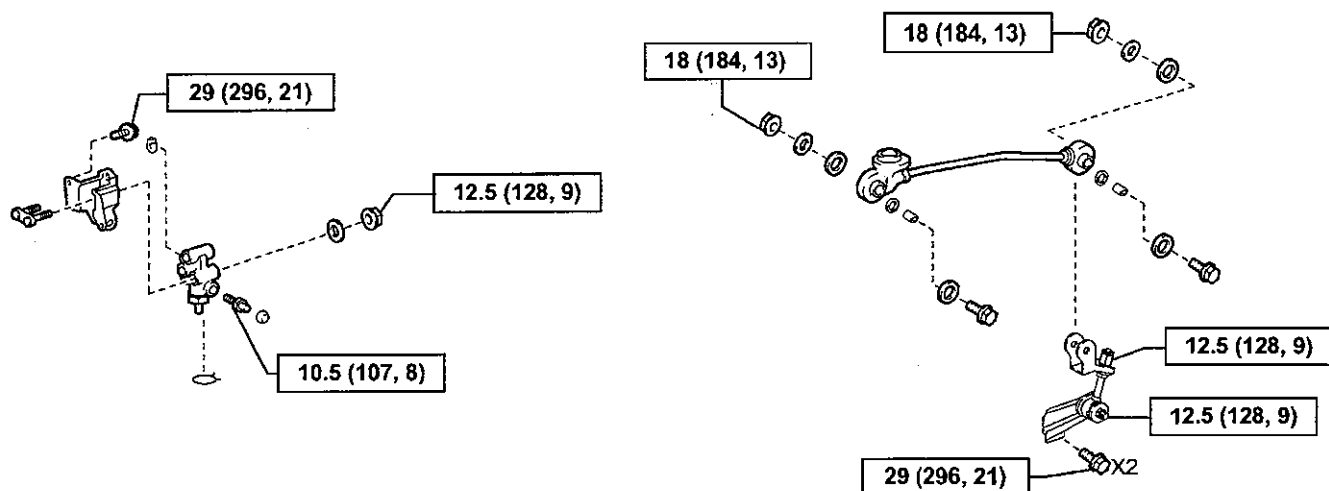 18 (184, 13)
18 (184, 13)
29 (296, 21)
12.5 (128, 9)
10.5 (107, 8)
12.5 (128, 9)
12.5 (128, 9)
29 (296, 21)
X2